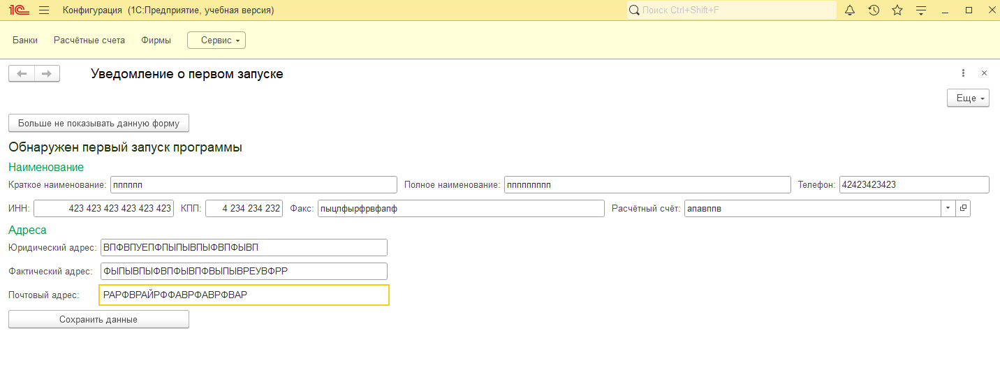 1С Конфигурация (1С:Предприятие, учебная версия) Поиск Ctrl+Shift+F
Банки Расчётные счета Фирмы Сервис
Уведомление о первом запуске
Еще
Больше не показывать данную форму
Обнаружен первый запуск программы
Наименование
Краткое наименование: пппппп Полное наименование: ппппппппп Телефон: 42423423423
ИНН: 423 423 423 423 423 423 КПП: 4 234 234 232 Факс: пыцпфырфрвфапф Расчётный счёт: апавппв
Адреса
Юридический адрес: ВПФВПУЕПФПЫПЫВПЫФВПФЫВП
Фактический адрес: ФЫПЫВПЫФВПФЫВПФВЫПЫВРЕУВФРР
Почтовый адрес: РАРФВРАЙРФФАВРФАВРФВАР
Сохранить данные